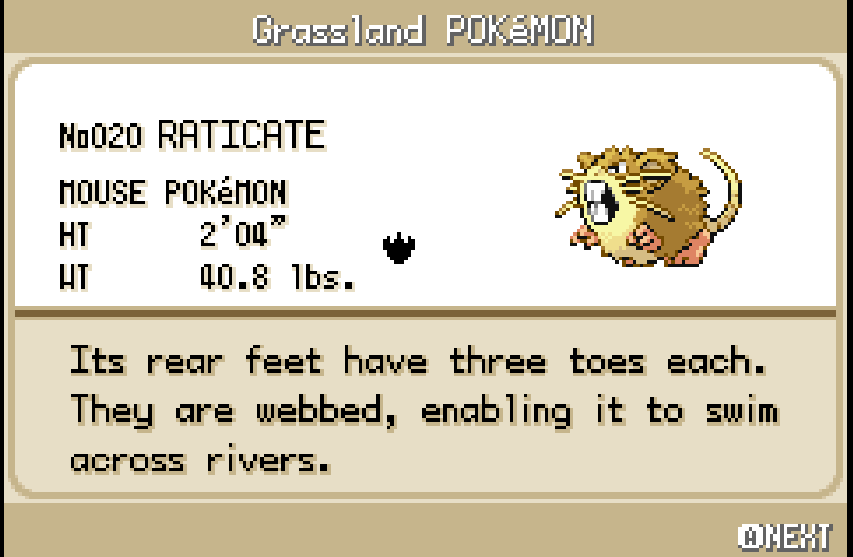 Grassland POKéMON
No020 RATICATE
MOUSE POKéMON
HT 2'04"
WT 40.8 lbs.
Its rear feet have three toes each.
They are webbed, enabling it to swim
across rivers.
ⒶNEXT